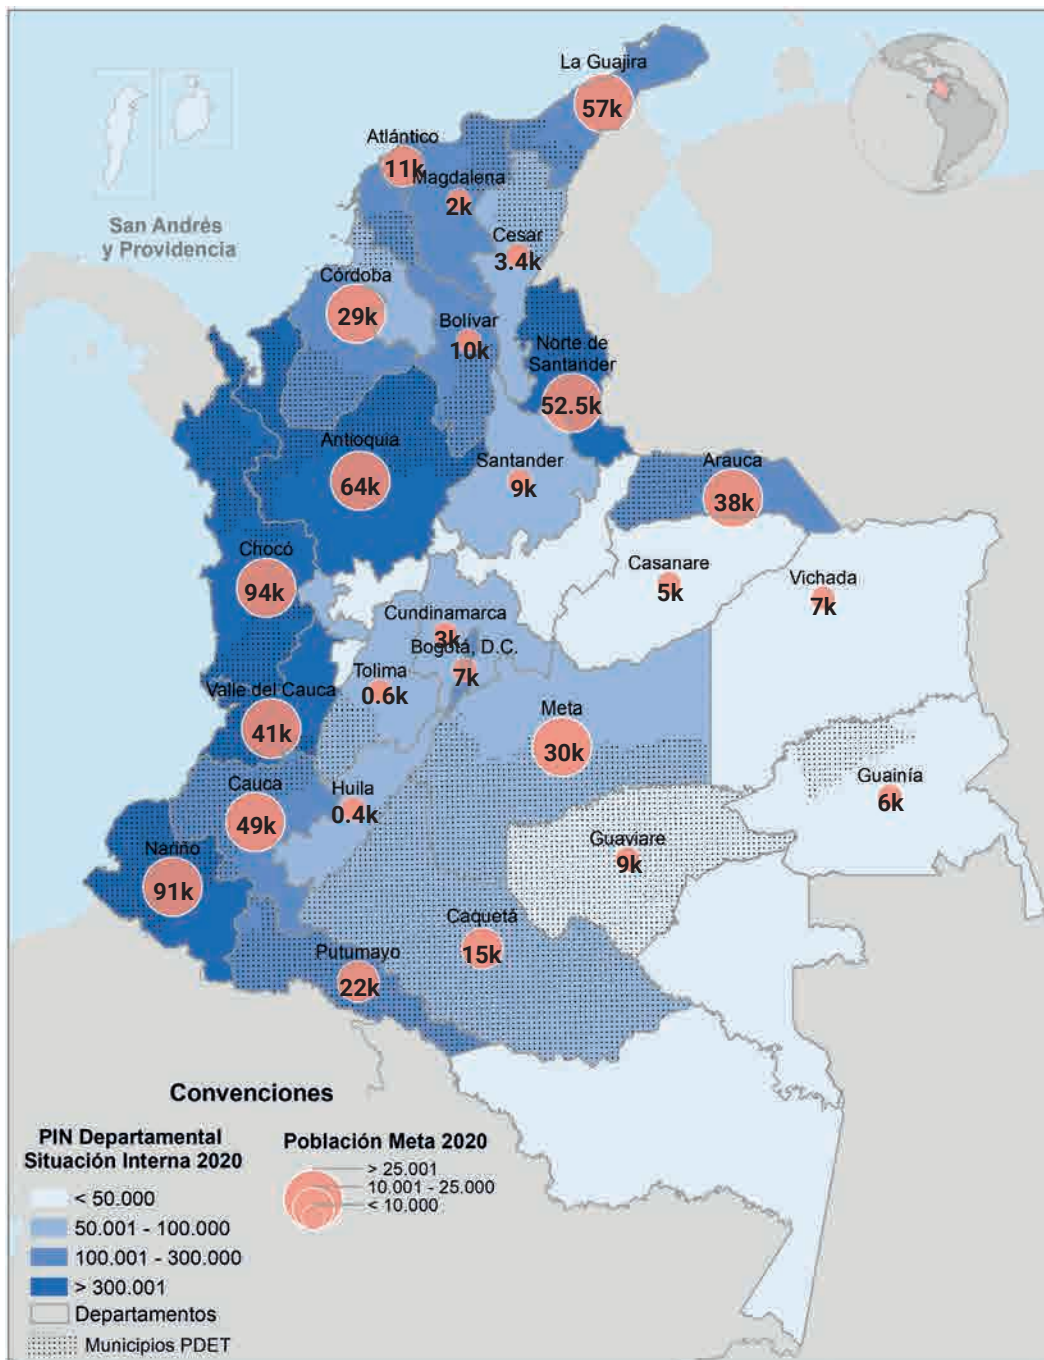 La Guajira
57k
Atlántico
11k
Magdalena
2k
San Andrés
y Providencia
Cesar
3.4k
Córdoba
29k
Bolívar
10k
Norte de
Santander
52.5k
Antioquia
64k
Santander
9k
Arauca
38k
Chocó
94k
Casanare
5k
Vichada
7k
Cundinamarca
3k
Bogotá, D.C.
7k
Tolima
0.6k
Valle del Cauca
41k
Meta
30k
Cauca
49k
Huila
0.4k
Guainía
6k
Nariño
91k
Guaviare
9k
Caquetá
15k
Putumayo
22k
Convenciones
PIN Departamental
Situación Interna 2020
< 50.000
50.001 - 100.000
100.001 - 300.000
> 300.001
Departamentos
Municipios PDET
Población Meta 2020
> 25.001
10.001 - 25.000
< 10.000